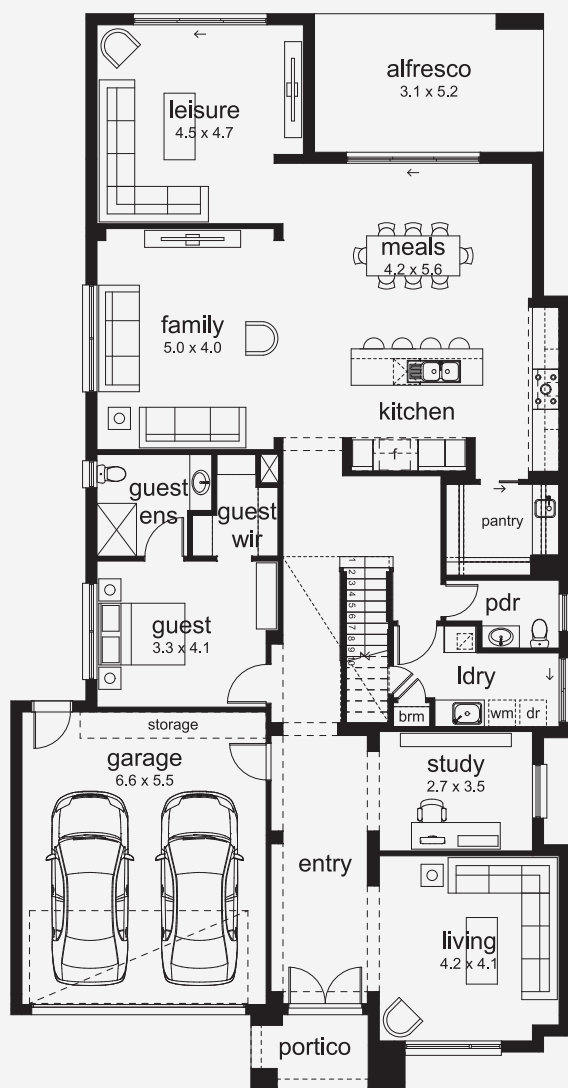 leisure
4.5 x 4.7
alfresco
3.1 x 5.2
meals
4.2 x 5.6
family
5.0 x 4.0
kitchen
f
guest
ens
guest
wir
pantry
1
2
3
4
5
6
7
8
9
10
pdr
guest
3.3 x 4.1
ldry
brm
wm
dr
storage
garage
6.6 x 5.5
study
2.7 x 3.5
entry
living
4.2 x 4.1
portico